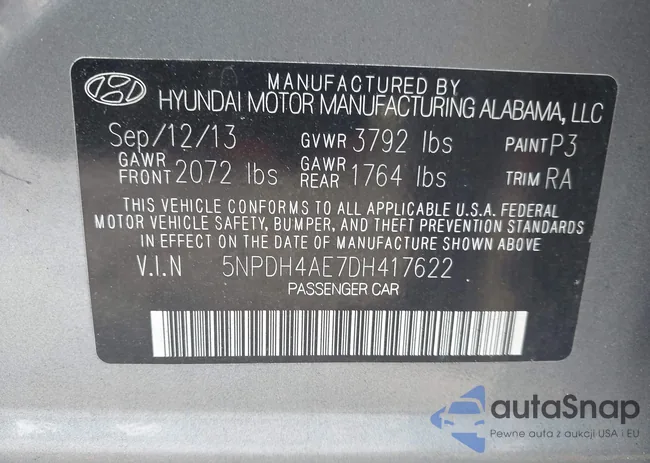 MANUFACTURED BY
HYUNDAI MOTOR MANUFACTURING ALABAMA, LLC
Sep/12/13 GVWR 3792 lbs PAINT P3
GAWR FRONT 2072 lbs GAWR REAR 1764 lbs TRIM RA
THIS VEHICLE CONFORMS TO ALL APPLICABLE U.S.A. FEDERAL
MOTOR VEHICLE SAFETY, BUMPER, AND THEFT PREVENTION STANDARDS
IN EFFECT ON THE DATE OF MANUFACTURE SHOWN ABOVE
V.I.N 5NPDH4AE7DH417622
PASSENGER CAR
autaSnap
Pewne auta z aukcji USA i EU